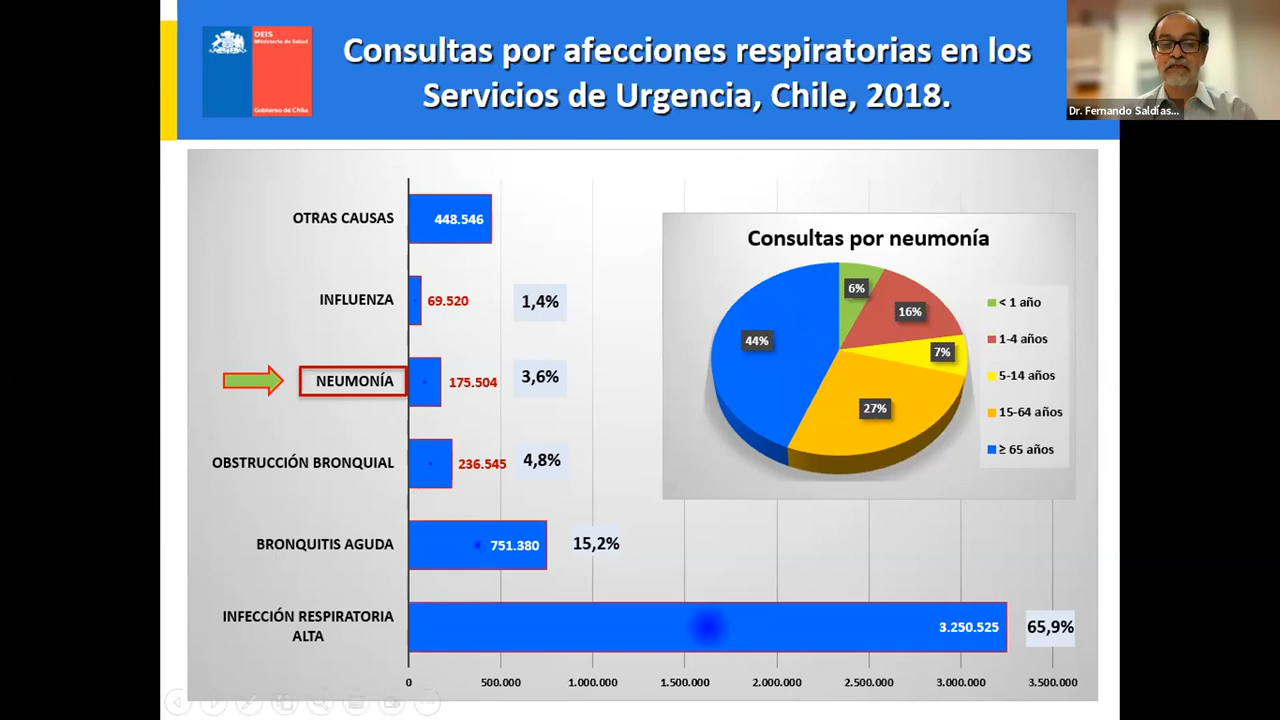 DEIS
Ministerio de Salud
Gobierno de Chile
Consultas por afecciones respiratorias en los
Servicios de Urgencia, Chile, 2018.
Dr. Fernando Saldías...
OTRAS CAUSAS
448.546
INFLUENZA
69.520
1,4%
NEUMONÍA
175.504
3,6%
OBSTRUCCIÓN BRONQUIAL
236.545
4,8%
BRONQUITIS AGUDA
751.380
15,2%
INFECCIÓN RESPIRATORIA
ALTA
3.250.525
65,9%
0
500.000
1.000.000
1.500.000
2.000.000
2.500.000
3.000.000
3.500.000
Consultas por neumonía
6%
16%
7%
27%
44%
< 1 año
1-4 años
5-14 años
15-64 años
≥ 65 años